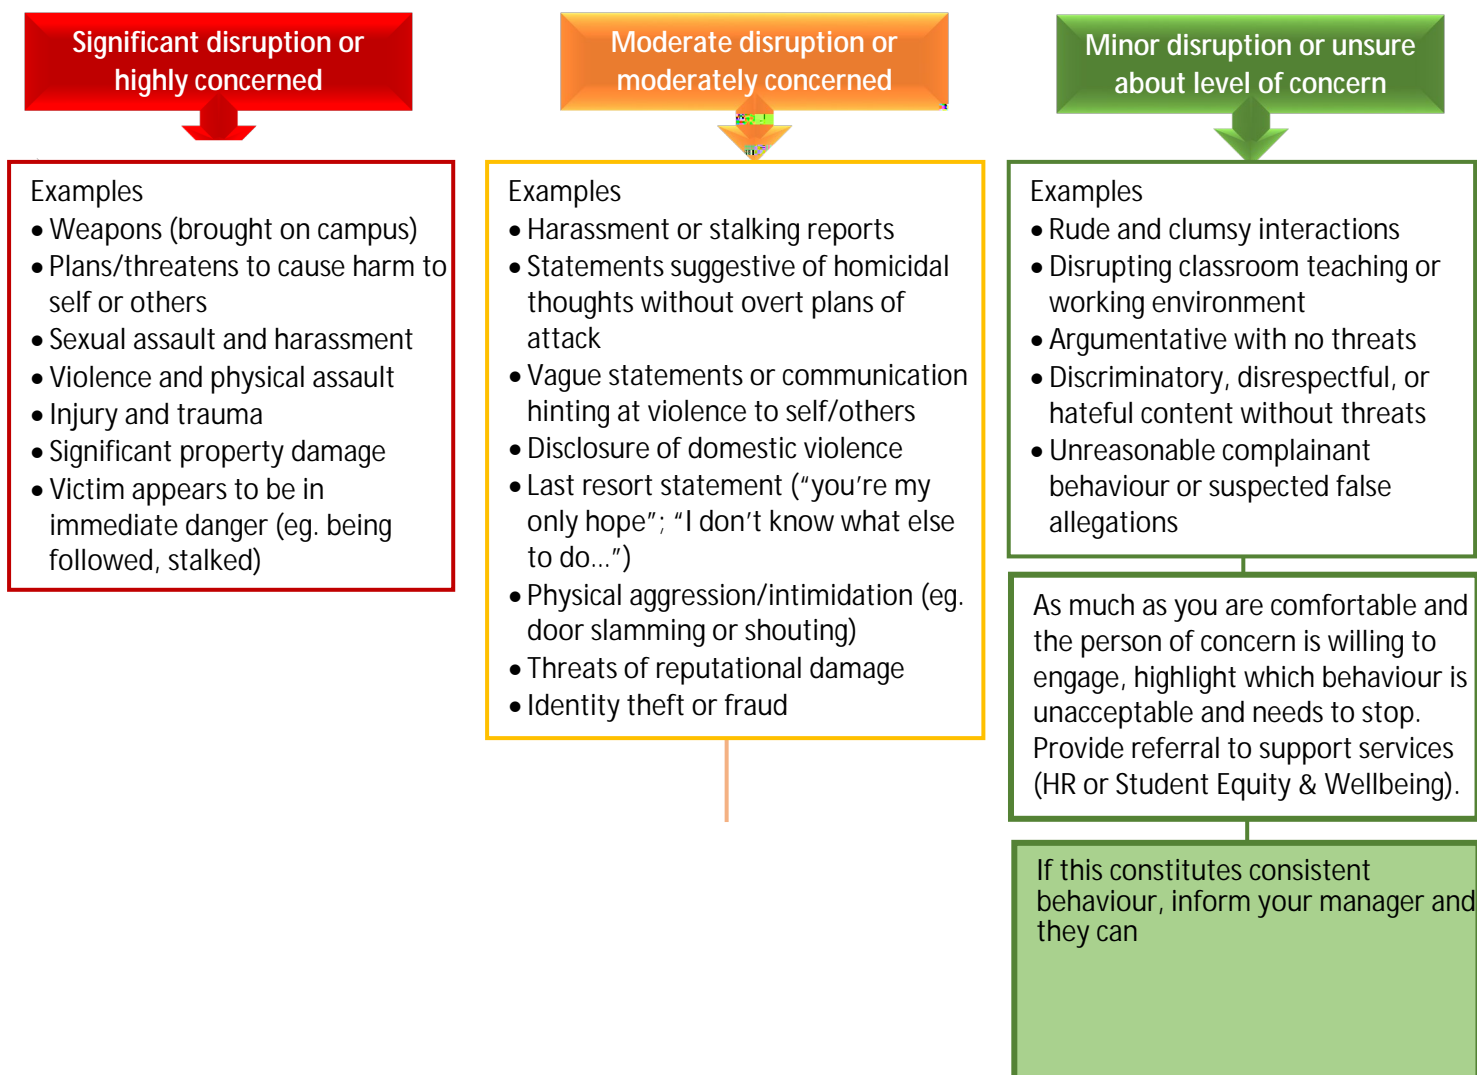 Significant disruption or
highly concerned
Examples
• Weapons (brought on campus)
• Plans/threatens to cause harm to
self or others
• Sexual assault and harassment
• Violence and physical assault
• Injury and trauma
• Significant property damage
• Victim appears to be in
immediate danger (eg. being
followed, stalked)
Moderate disruption or
moderately concerned
Examples
• Harassment or stalking reports
• Statements suggestive of homicidal
thoughts without overt plans of
attack
• Vague statements or communication
hinting at violence to self/others
• Disclosure of domestic violence
• Last resort statement (“you’re my
only hope”; “I don’t know what else
to do...”)
• Physical aggression/intimidation (eg.
door slamming or shouting)
• Threats of reputational damage
• Identity theft or fraud
Minor disruption or unsure
about level of concern
Examples
• Rude and clumsy interactions
• Disrupting classroom teaching or
working environment
• Argumentative with no threats
• Discriminatory, disrespectful, or
hateful content without threats
• Unreasonable complainant
behaviour or suspected false
allegations
As much as you are comfortable and
the person of concern is willing to
engage, highlight which behaviour is
unacceptable and needs to stop.
Provide referral to support services
(HR or Student Equity & Wellbeing).
If this constitutes consistent
behaviour, inform your manager and
they can